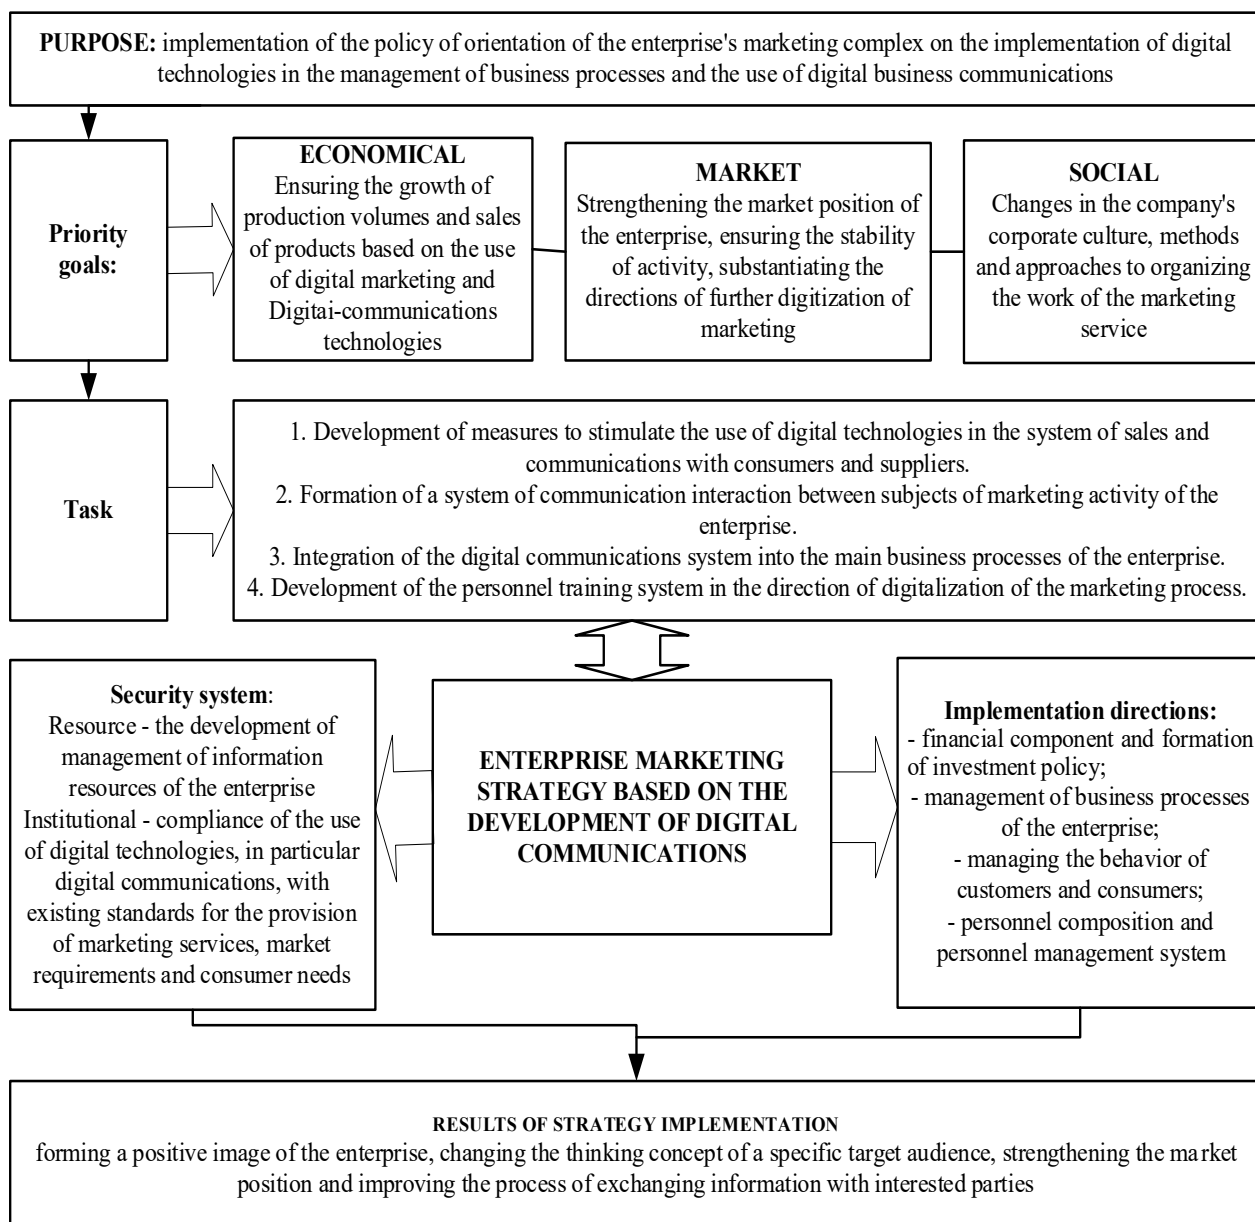 PURPOSE: implementation of the policy of orientation of the enterprise's marketing complex on the implementation of digital
technologies in the management of business processes and the use of digital business communications
Priority
goals:
ECONOMICAL
Ensuring the growth of
production volumes and sales
of products based on the use
of digital marketing and
Digitai-communications
technologies
MARKET
Strengthening the market position of
the enterprise, ensuring the stability
of activity, substantiating the
directions of further digitization of
marketing
SOCIAL
Changes in the company's
corporate culture, methods
and approaches to organizing
the work of the marketing
service
Task
1. Development of measures to stimulate the use of digital technologies in the system of sales and
communications with consumers and suppliers.
2. Formation of a system of communication interaction between subjects of marketing activity of the
enterprise.
3. Integration of the digital communications system into the main business processes of the enterprise.
4. Development of the personnel training system in the direction of digitalization of the marketing process.
Security system:
Resource - the development of
management of information
resources of the enterprise
Institutional - compliance of the use
of digital technologies, in particular
digital communications, with
existing standards for the provision
of marketing services, market
requirements and consumer needs
ENTERPRISE MARKETING
STRATEGY BASED ON THE
DEVELOPMENT OF DIGITAL
COMMUNICATIONS
Implementation directions:
- financial component and formation
of investment policy;
- management of business processes
of the enterprise;
- managing the behavior of
customers and consumers;
- personnel composition and
personnel management system
RESULTS OF STRATEGY IMPLEMENTATION
forming a positive image of the enterprise, changing the thinking concept of a specific target audience, strengthening the market
position and improving the process of exchanging information with interested parties